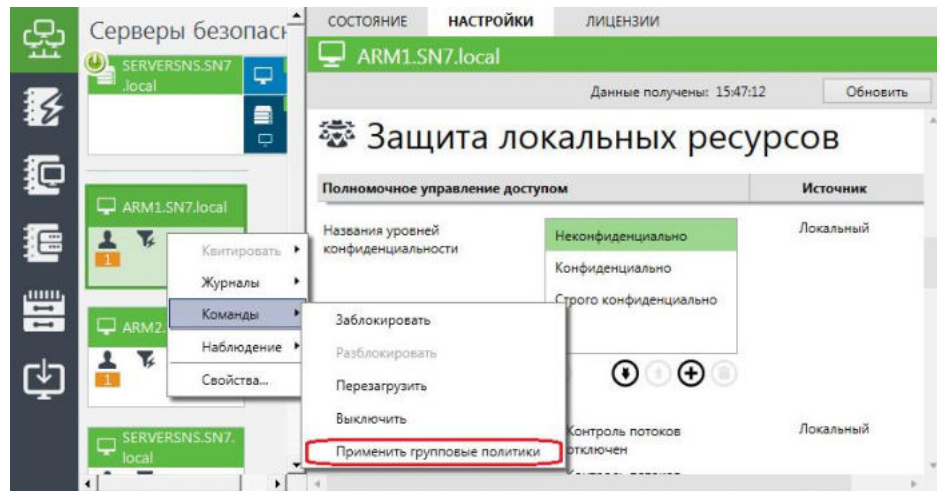 Серверы безопасн
SERVERSNS.SN7
.local
ARM1.SN7.local
1
ARM2.
1
SERVERSNS.SN7.
local
Квитировать
Журналы
Команды
Наблюдение
Свойства...
Заблокировать
Разблокировать
Перезагрузить
Выключить
Применить групповые политики
СОСТОЯНИЕ НАСТРОЙКИ ЛИЦЕНЗИИ
ARM1.SN7.local
Данные получены: 15:47:12 Обновить
Защита локальных ресурсов
Полномочное управление доступом Источник
Названия уровней
конфиденциальности
Неконфиденциально
Конфиденциально
Строго конфиденциально
Локальный
Контроль потоков
отключен
Локальный